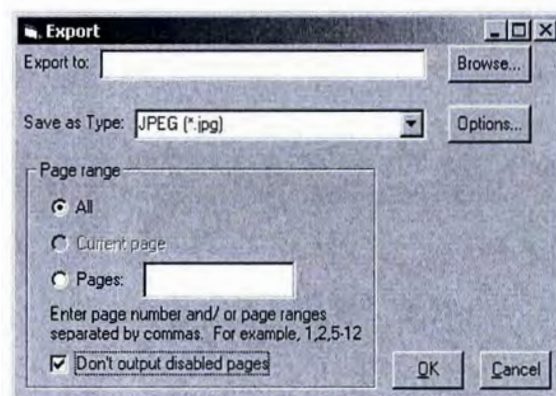 Export
Export to:
Browse...
Save as Type: JPEG (*.jpg)
Options...
Page range
All
Current page
Pages:
Enter page number and/ or page ranges
separated by commas. For example, 1,2,5-12
Don't output disabled pages
OK
Cancel